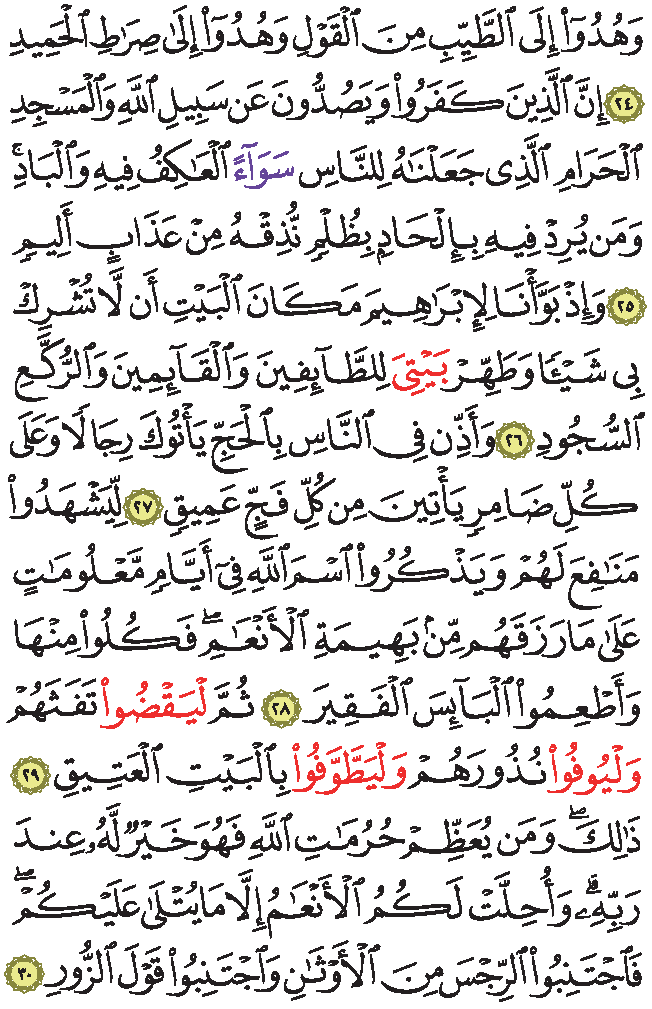 وَهُدُوٓا۟ إِلَى ٱلطَّيِّبِ مِنَ ٱلْقَوْلِ وَهُدُوٓا۟ إِلَىٰ صِرَٰطِ ٱلْحَمِيدِ
٢٤ إِنَّ ٱلَّذِينَ كَفَرُوا۟ وَيَصُدُّونَ عَن سَبِيلِ ٱللَّهِ وَٱلْمَسْجِدِ
ٱلْحَرَامِ ٱلَّذِى جَعَلْنَٰهُ لِلنَّاسِ سَوَآءً ٱلْعَٰكِفُ فِيهِ وَٱلْبَادِ ۚ
وَمَن يُرِدْ فِيهِ بِإِلْحَادٍۭ بِظُلْمٍ نُّذِقْهُ مِنْ عَذَابٍ أَلِيمٍ
٢٥ وَإِذْ بَوَّأْنَا لِإِبْرَٰهِيمَ مَكَانَ ٱلْبَيْتِ أَن لَّا تُشْرِكْ
بِى شَيْـًٔا وَطَهِّرْ بَيْتِىَ لِلطَّآئِفِينَ وَٱلْقَآئِمِينَ وَٱلرُّكَّعِ
ٱلسُّجُودِ ٢٦ وَأَذِّن فِى ٱلنَّاسِ بِٱلْحَجِّ يَأْتُوكَ رِجَالًا وَعَلَىٰ
كُلِّ ضَامِرٍ يَأْتِينَ مِن كُلِّ فَجٍّ عَمِيقٍ ٢٧ لِّيَشْهَدُوا۟
مَنَٰفِعَ لَهُمْ وَيَذْكُرُوا۟ ٱسْمَ ٱللَّهِ فِىٓ أَيَّامٍ مَّعْلُومَٰتٍ
عَلَىٰ مَا رَزَقَهُم مِّنۢ بَهِيمَةِ ٱلْأَنْعَٰمِ ۖ فَكُلُوا۟ مِنْهَا
وَأَطْعِمُوا۟ ٱلْبَآئِسَ ٱلْفَقِيرَ ٢٨ ثُمَّ لْيَقْضُوا۟ تَفَثَهُمْ
وَلْيُوفُوا۟ نُذُورَهُمْ وَلْيَطَّوَّفُوا۟ بِٱلْبَيْتِ ٱلْعَتِيقِ ٢٩
ذَٰلِكَ ۖ وَمَن يُعَظِّمْ حُرُمَٰتِ ٱللَّهِ فَهُوَ خَيْرٌ لَّهُۥ عِندَ
رَبِّهِۦ ۗ وَأُحِلَّتْ لَكُمُ ٱلْأَنْعَٰمُ إِلَّا مَا يُتْلَىٰ عَلَيْكُمْ ۖ
فَٱجْتَنِبُوا۟ ٱلرِّجْسَ مِنَ ٱلْأَوْثَٰنِ وَٱجْتَنِبُوا۟ قَوْلَ ٱلزُّورِ ٣٠